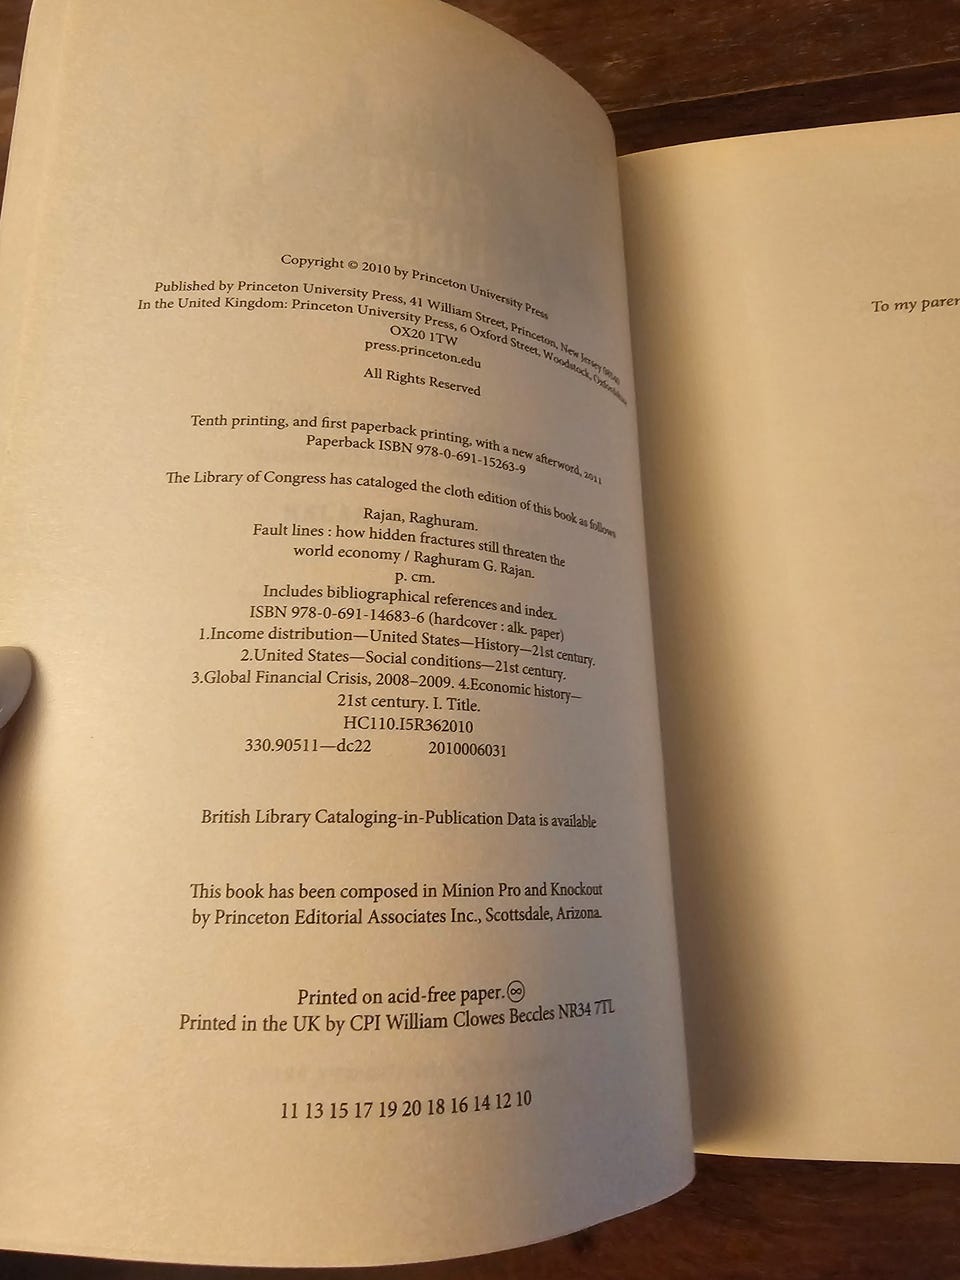 Copyright © 2010 by Princeton University Press
Published by Princeton University Press, 41 William Street, Princeton, New Jersey
In the United Kingdom: Princeton University Press, 6 Oxford Street, Woodstock, Oxfordshire
OX20 1TW
press.princeton.edu
All Rights Reserved
Tenth printing, and first paperback printing, with a new afterword, 2011
Paperback ISBN 978-0-691-15263-9
The Library of Congress has cataloged the cloth edition of this book as follows
Rajan, Raghuram.
Fault lines : how hidden fractures still threaten the
world economy / Raghuram G. Rajan.
p. cm.
Includes bibliographical references and index.
ISBN 978-0-691-14683-6 (hardcover : alk. paper)
1.Income distribution—United States—History—21st century.
2.United States—Social conditions—21st century.
3.Global Financial Crisis, 2008–2009. 4.Economic history—
21st century. I. Title.
HC110.I5R362010
330.90511—dc22 2010006031
British Library Cataloging-in-Publication Data is available
This book has been composed in Minion Pro and Knockout
by Princeton Editorial Associates Inc., Scottsdale, Arizona.
Printed on acid-free paper. ♾
Printed in the UK by CPI William Clowes Beccles NR34 7TL
11 13 15 17 19 20 18 16 14 12 10
To my paren